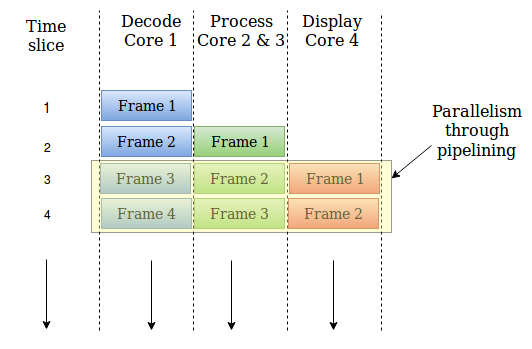 Time
slice
Decode
Core 1
Process
Core 2 & 3
Display
Core 4
1
Frame 1
2
Frame 2
Frame 1
3
Frame 3
Frame 2
Frame 1
4
Frame 4
Frame 3
Frame 2
Parallelism
through
pipelining